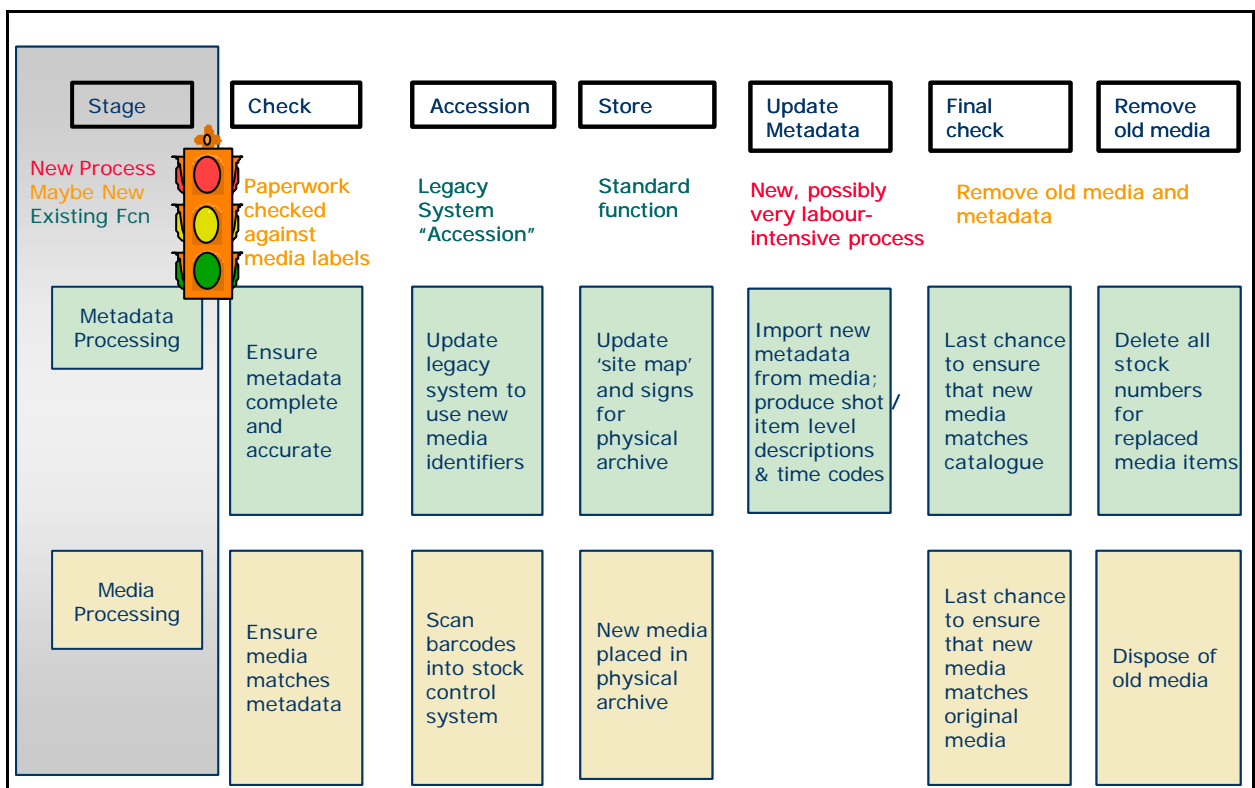 Stage
Check
Accession
Store
Update
Metadata
Final
check
Remove
old media
New Process
Maybe New
Existing Fcn
Paperwork
checked
against
media labels
Legacy
System
“Accession”
Standard
function
New, possibly
very labour-
intensive process
Remove old media and
metadata
Metadata
Processing
Ensure
metadata
complete
and
accurate
Update
legacy
system to
use new
media
identifiers
Update
‘site map’
and signs
for
physical
archive
Import new
metadata
from media;
produce shot /
item level
descriptions
& time codes
Last chance
to ensure
that new
media
matches
catalogue
Delete all
stock
numbers
for
replaced
media items
Media
Processing
Ensure
media
matches
metadata
Scan
barcodes
into stock
control
system
New media
placed in
physical
archive
Last chance
to ensure
that new
media
matches
original
media
Dispose of
old media